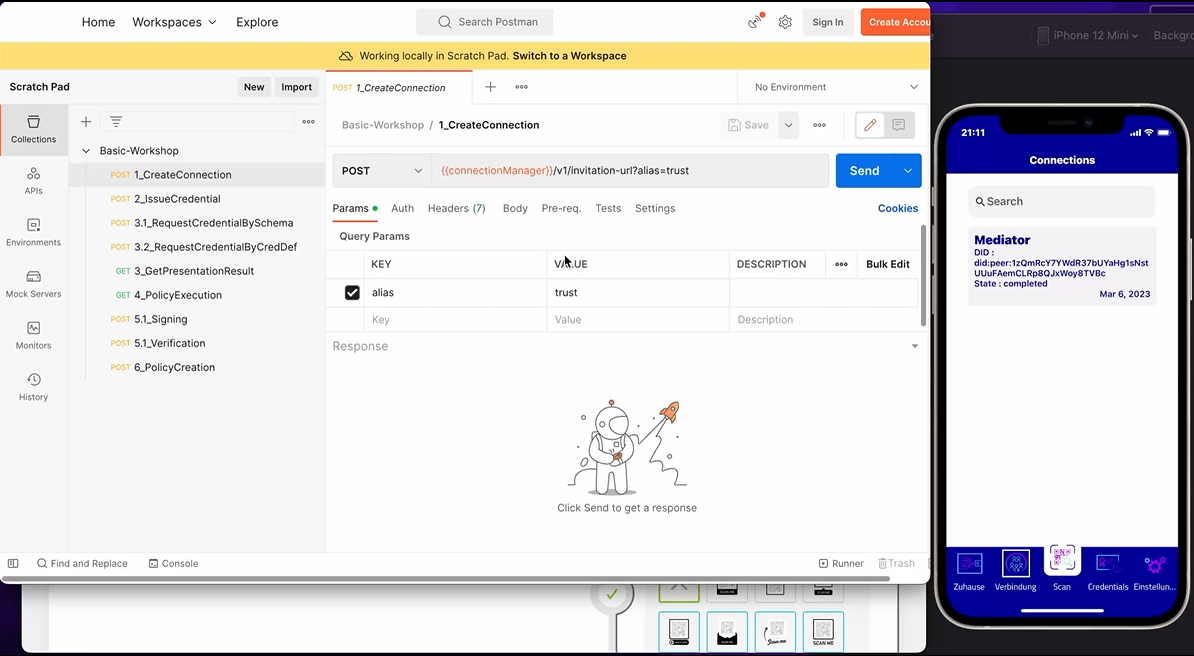 Home Workspaces Explore Search Postman Sign In Create Accou
Working locally in Scratch Pad. Switch to a Workspace
Scratch Pad New Import
POST 1_CreateConnection No Environment
Collections
APIs
Environments
Mock Servers
Monitors
History
Basic-Workshop
POST 1_CreateConnection
POST 2_IssueCredential
POST 3.1_RequestCredentialBySchema
POST 3.2_RequestCredentialByCredDef
GET 3_GetPresentationResult
GET 4_PolicyExecution
POST 5.1_Signing
POST 5.1_Verification
POST 6_PolicyCreation
Basic-Workshop / 1_CreateConnection Save
POST {{connectionManager}}/v1/invitation-url?alias=trust Send
Params Auth Headers (7) Body Pre-req. Tests Settings Cookies
Query Params
KEY VALUE DESCRIPTION Bulk Edit
alias trust
Key Value Description
Response
Click Send to get a response
Find and Replace Console Runner Trash
SCAN ME
iPhone 12 Mini Backgro
21:11
Connections
Search
Mediator
DID :
did:peer:1zQmRcY7YWdR37bUYaHg1sNst
UUuFAemCLRp8QJxWoy8TVBc
State : completed
Mar 6, 2023
Zuhause Verbindung Scan Credentials Einstellun...